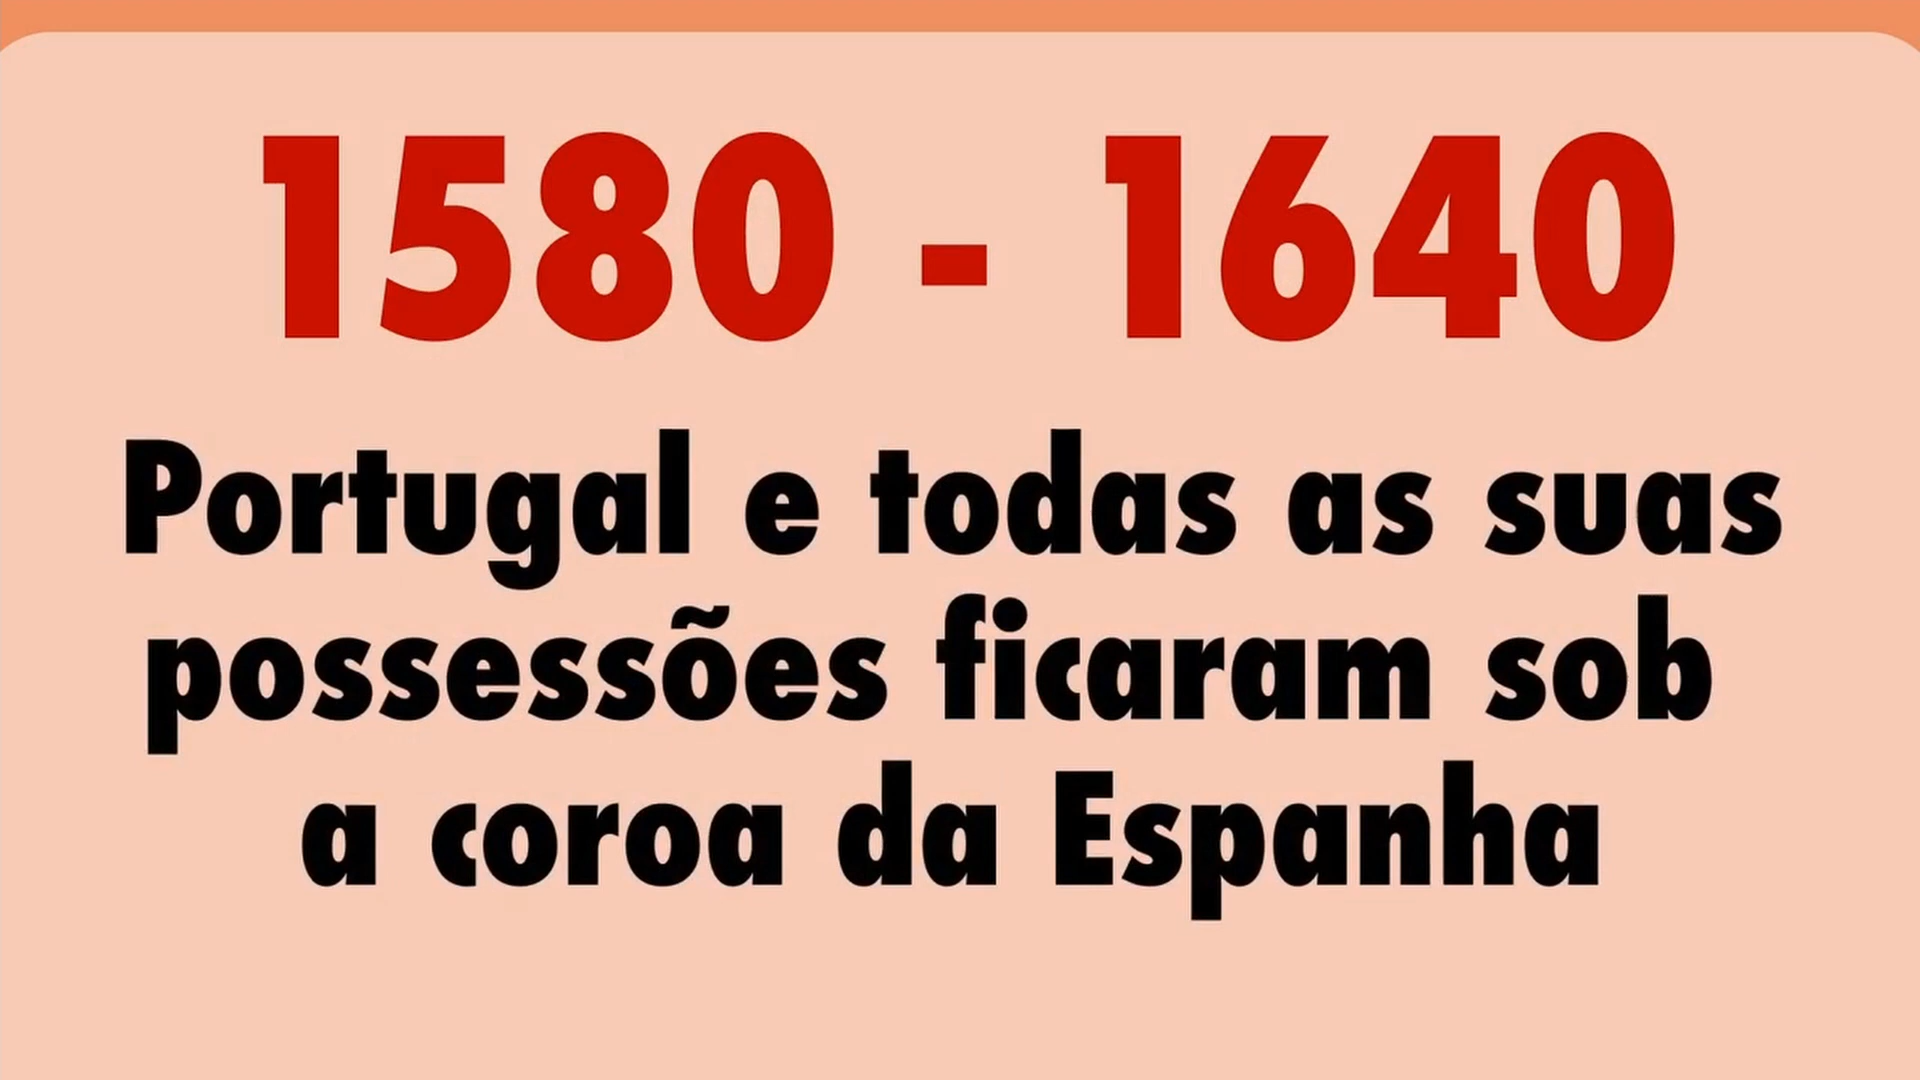 1580 - 1640
Portugal e todas as suas
possessões ficaram sob
a coroa da Espanha